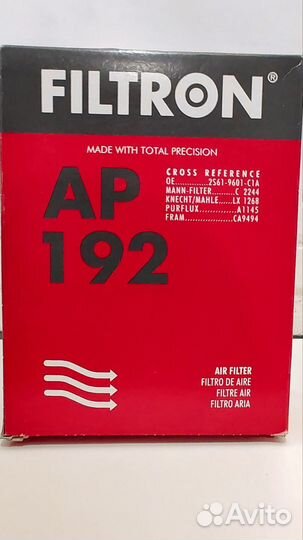 FILTRON®
MADE WITH TOTAL PRECISION
AP
192
CROSS REFERENCE
OE..............2S61-9601-C1A
MANN-FILTER........C 2244
KNECHT/MAHLE.....LX 1268
PURFLUX..............A1145
FRAM..................CA9494
AIR FILTER
FILTRO DE AIRE
FILTRE AIR
FILTRO ARIA
Avito